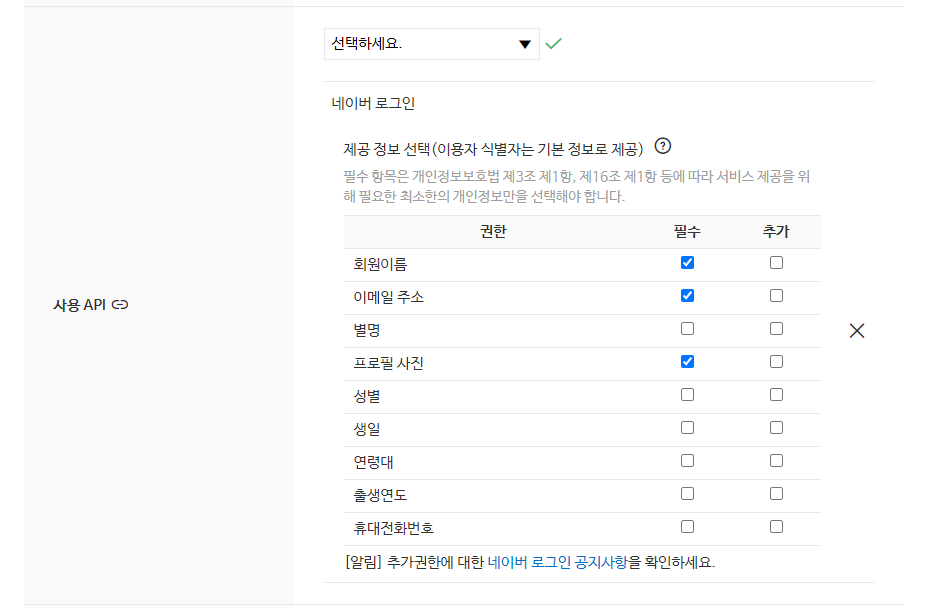 선택하세요.
네이버 로그인
제공 정보 선택(이용자 식별자는 기본 정보로 제공) ?
필수 항목은 개인정보보호법 제3조 제1항, 제16조 제1항 등에 따라 서비스 제공을 위
해 필요한 최소한의 개인정보만을 선택해야 합니다.
권한 필수 추가
회원이름
이메일 주소
사용 API
별명
프로필 사진
성별
생일
연령대
출생연도
휴대전화번호
[알림] 추가권한에 대한 네이버 로그인 공지사항을 확인하세요.